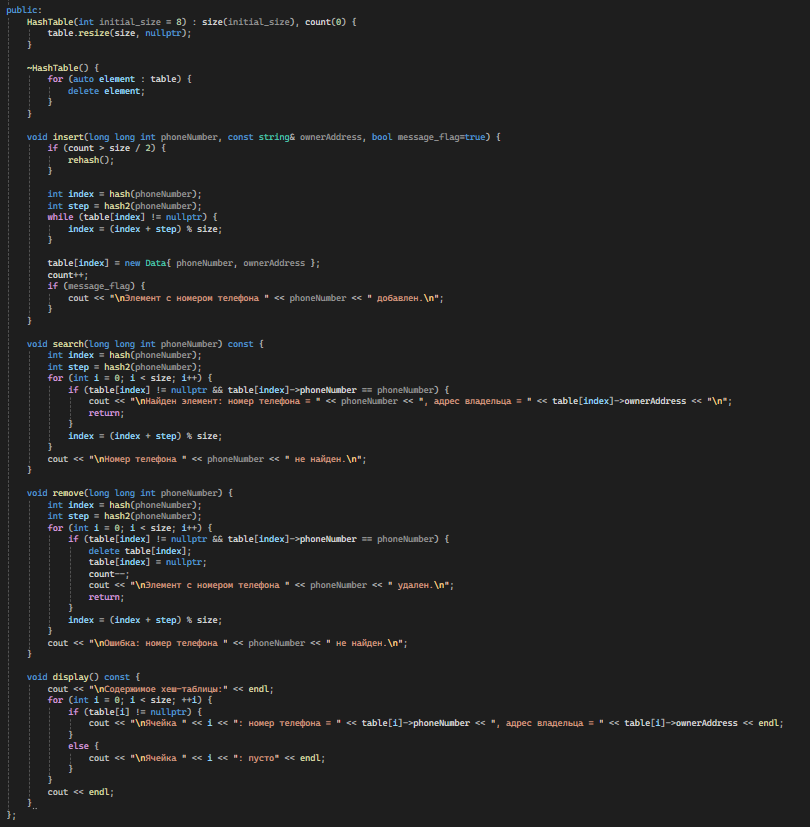 public:
    HashTable(int initial_size = 8) : size(initial_size), count(0) {
        table.resize(size, nullptr);
    }

    ~HashTable() {
        for (auto element : table) {
            delete element;
        }
    }

    void insert(long long int phoneNumber, const string& ownerAddress, bool message_flag=true) {
        if (count > size / 2) {
            rehash();
        }

        int index = hash(phoneNumber);
        int step = hash2(phoneNumber);
        while (table[index] != nullptr) {
            index = (index + step) % size;
        }

        table[index] = new Data{ phoneNumber, ownerAddress };
        count++;
        if (message_flag) {
            cout << "\nЭлемент с номером телефона " << phoneNumber << " добавлен.\n";
        }
    }

    void search(long long int phoneNumber) const {
        int index = hash(phoneNumber);
        int step = hash2(phoneNumber);
        for (int i = 0; i < size; i++) {
            if (table[index] != nullptr && table[index]->phoneNumber == phoneNumber) {
                cout << "\nНайден элемент: номер телефона = " << phoneNumber << ", адрес владельца = " << table[index]->ownerAddress << "\n";
                return;
            }
            index = (index + step) % size;
        }
        cout << "\nНомер телефона " << phoneNumber << " не найден.\n";
    }

    void remove(long long int phoneNumber) {
        int index = hash(phoneNumber);
        int step = hash2(phoneNumber);
        for (int i = 0; i < size; i++) {
            if (table[index] != nullptr && table[index]->phoneNumber == phoneNumber) {
                delete table[index];
                table[index] = nullptr;
                count--;
                cout << "\nЭлемент с номером телефона " << phoneNumber << " удален.\n";
                return;
            }
            index = (index + step) % size;
        }
        cout << "\nОшибка: номер телефона " << phoneNumber << " не найден.\n";
    }

    void display() const {
        cout << "\nСодержимое хеш-таблицы:" << endl;
        for (int i = 0; i < size; ++i) {
            if (table[i] != nullptr) {
                cout << "\nЯчейка " << i << ": номер телефона = " << table[i]->phoneNumber << ", адрес владельца = " << table[i]->ownerAddress << endl;
            }
            else {
                cout << "\nЯчейка " << i << ": пусто" << endl;
            }
        }
        cout << endl;
    }
};